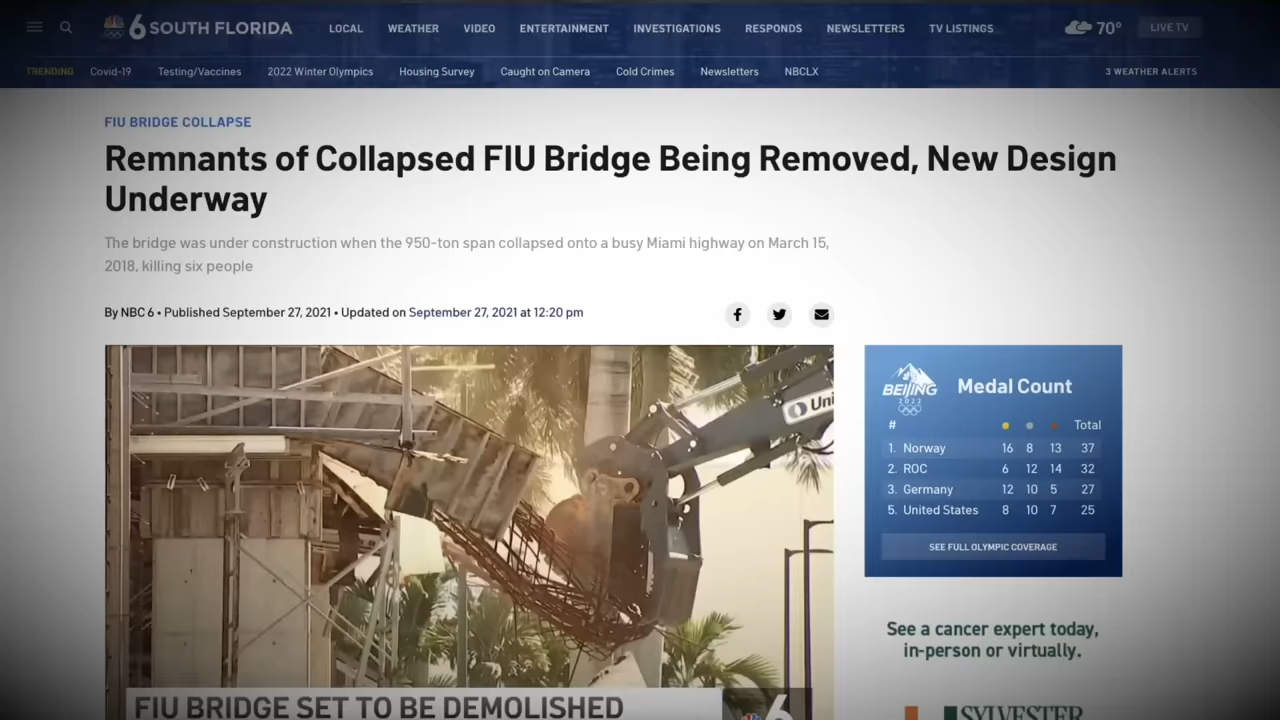 6 SOUTH FLORIDA
LOCAL WEATHER VIDEO ENTERTAINMENT INVESTIGATIONS RESPONDS NEWSLETTERS TV LISTINGS
70° LIVE TV
TRENDING Covid-19 Testing/Vaccines 2022 Winter Olympics Housing Survey Caught on Camera Cold Crimes Newsletters NBCLX
3 WEATHER ALERTS
FIU BRIDGE COLLAPSE
Remnants of Collapsed FIU Bridge Being Removed, New Design
Underway
The bridge was under construction when the 950-ton span collapsed onto a busy Miami highway on March 15,
2018, killing six people
By NBC 6 • Published September 27, 2021 • Updated on September 27, 2021 at 12:20 pm
Uni
FIU BRIDGE SET TO BE DEMOLISHED
6
BEIJING
2022
Medal Count
# Total
1. Norway 16 8 13 37
2. ROC 6 12 14 32
3. Germany 12 10 5 27
5. United States 8 10 7 25
SEE FULL OLYMPIC COVERAGE
See a cancer expert today,
in-person or virtually.
SYLVESTER